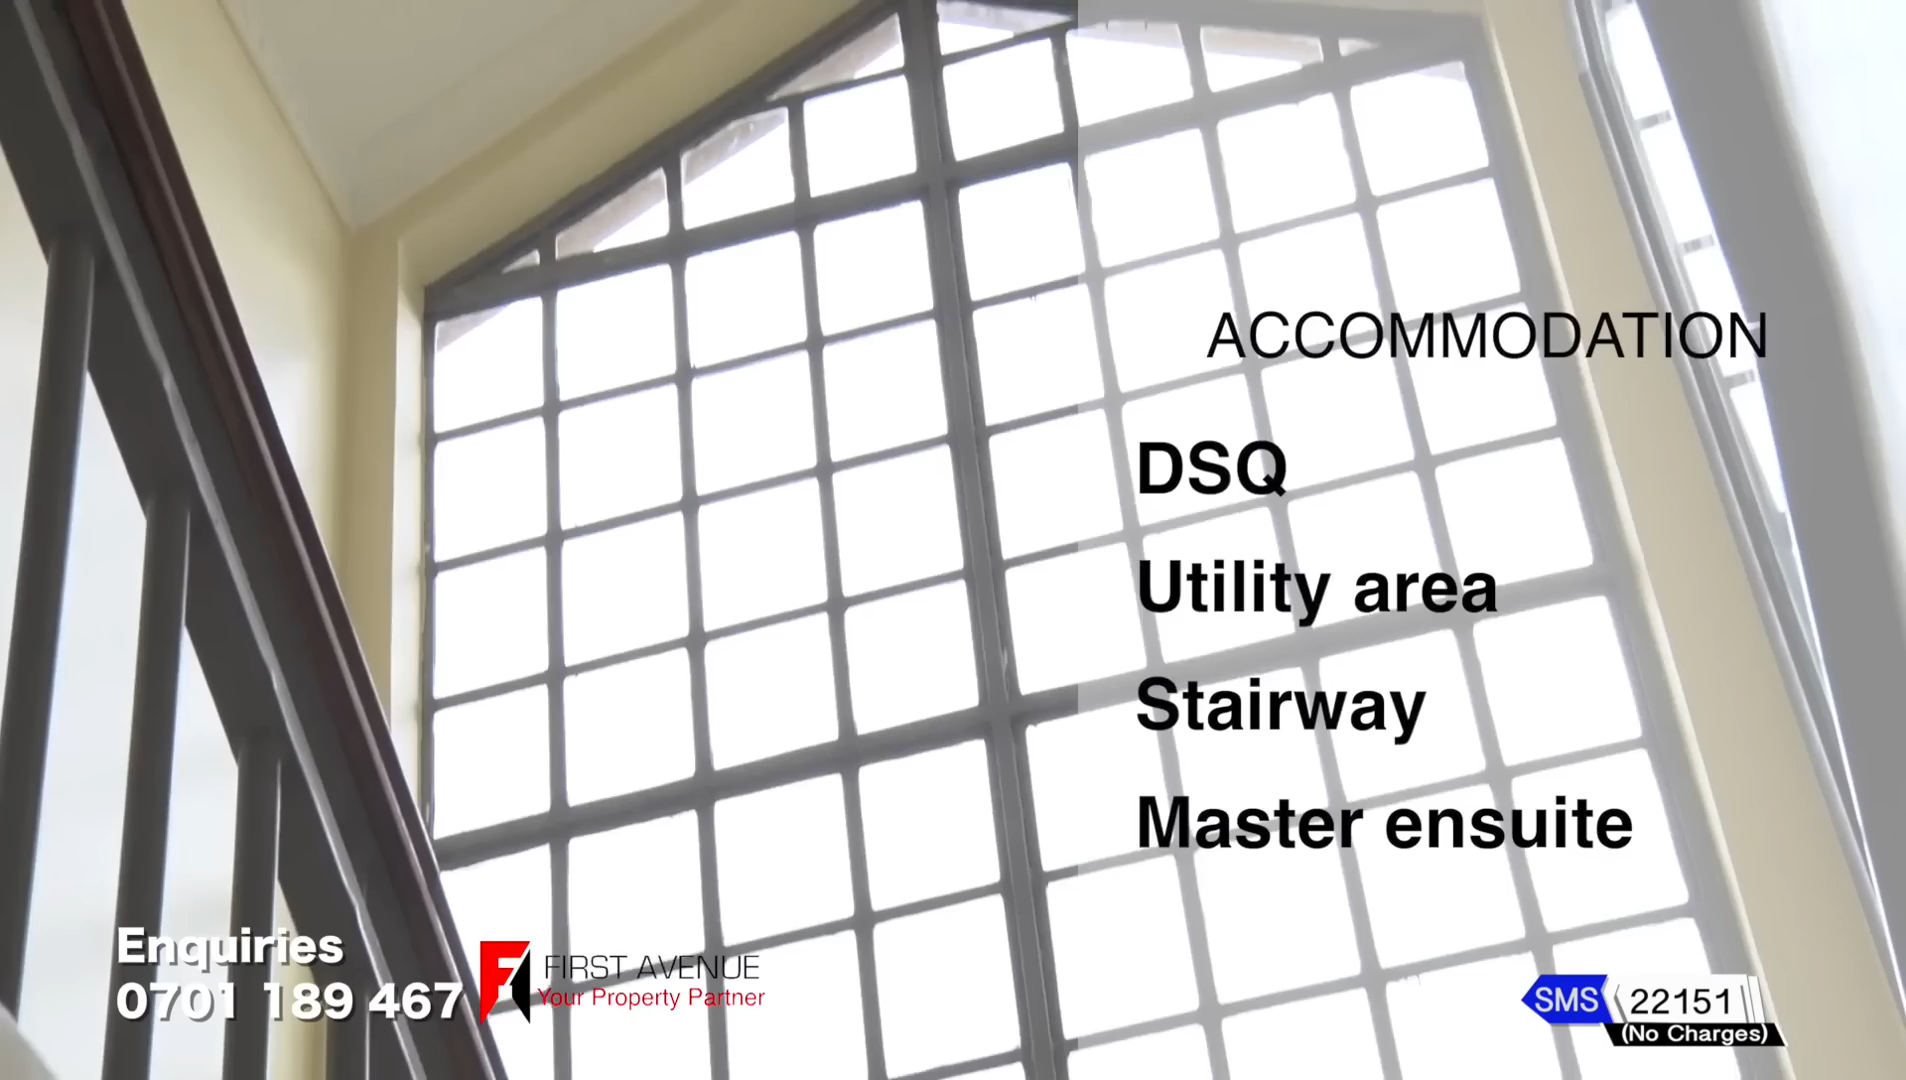 ACCOMMODATION
DSQ
Utility area
Stairway
Master ensuite
Enquiries
0701 189 467
FIRST AVENUE
Your Property Partner
SMS 22151
(No Charges)